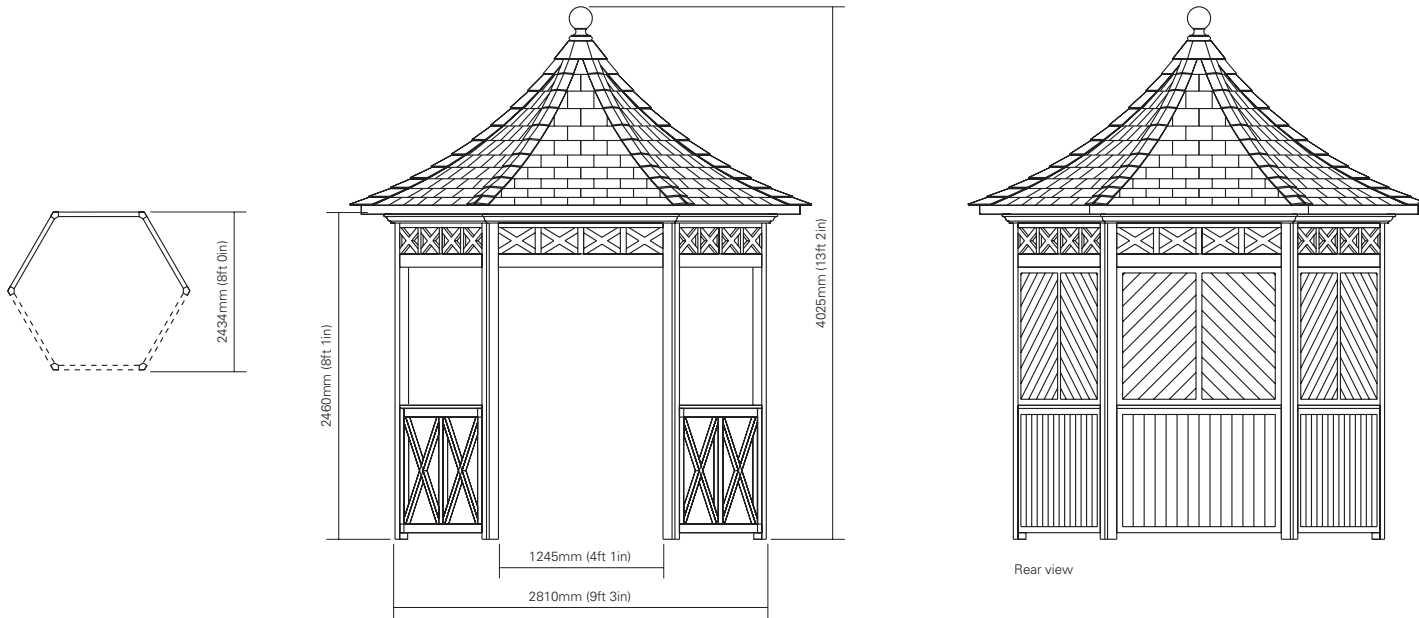 2434mm (8ft 0in)
2460mm (8ft 1in)
1245mm (4ft 1in)
2810mm (9ft 3in)
4025mm (13ft 2in)
Rear view